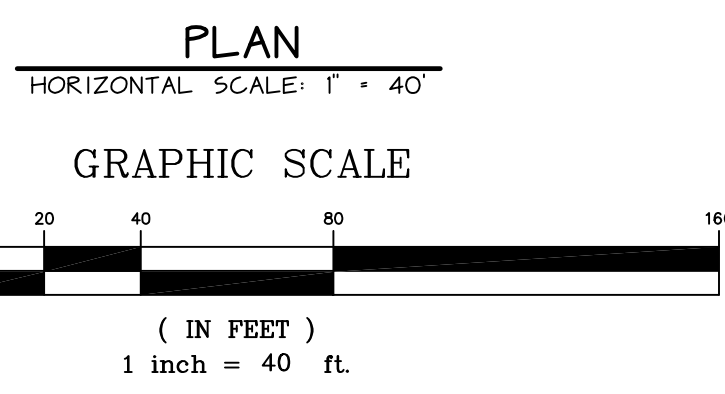 PLAN
HORIZONTAL SCALE: 1" = 40'
GRAPHIC SCALE
20 40 80
( IN FEET )
1 inch = 40 ft.